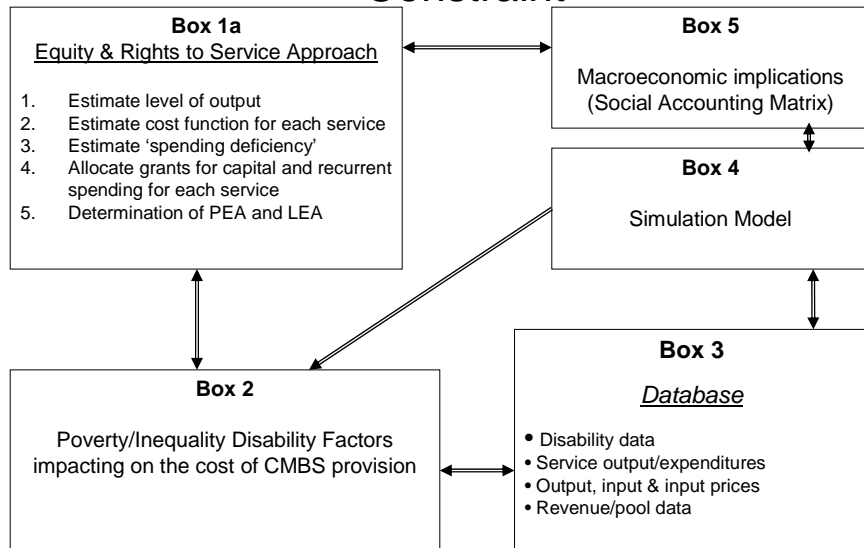 Constraint
Box 1a
Equity & Rights to Service Approach
1. Estimate level of output
2. Estimate cost function for each service
3. Estimate ‘spending deficiency’
4. Allocate grants for capital and recurrent
spending for each service
5. Determination of PEA and LEA
Box 5
Macroeconomic implications
(Social Accounting Matrix)
Box 4
Simulation Model
Box 2
Poverty/Inequality Disability Factors
impacting on the cost of CMBS provision
Box 3
Database
• Disability data
• Service output/expenditures
• Output, input & input prices
• Revenue/pool data